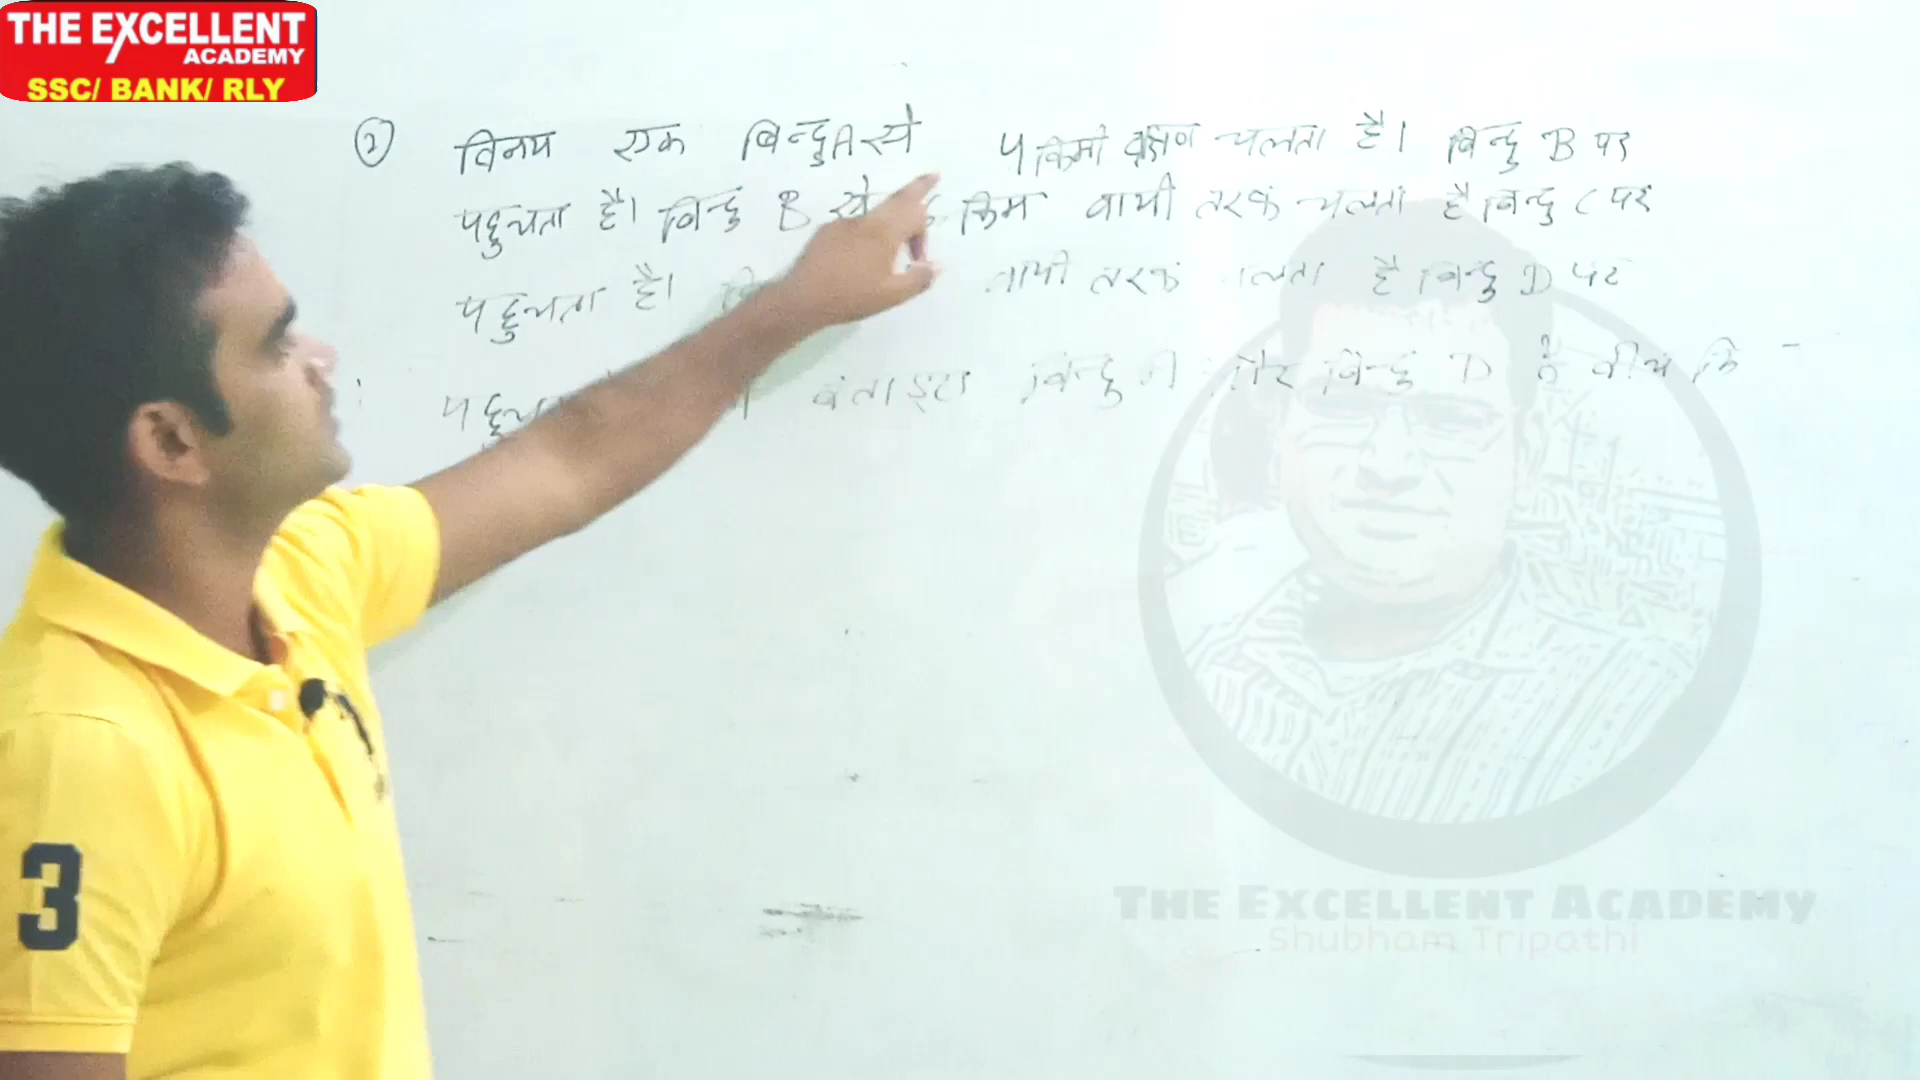 THE EXCELLENT
ACADEMY
SSC/ BANK/ RLY
② विनय एक बिन्दु A से 4 किमी दक्षिण चलता है। बिन्दु B पर
पहुचता है। बिन्दु B से किम बायी तरफ चलता है बिन्दु C पर
पहुचता है। बायी तरफ चलता है बिन्दु D पर
बताइए बिन्दु और बिन्दु D के बीच कि
THE EXCELLENT ACADEMY
Shubham Tripathi
3